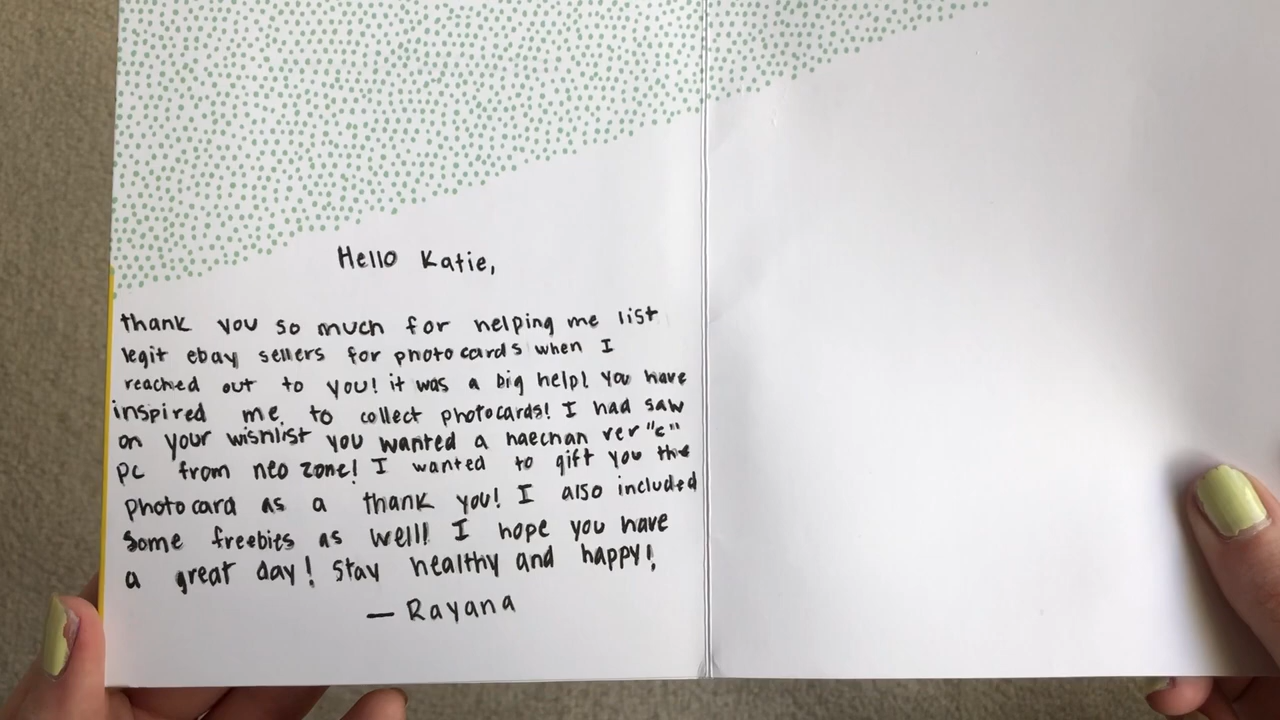 Hello Katie,
thank you so much for helping me list
legit ebay sellers for photocards when I
reached out to you! it was a big help! You have
inspired me to collect photocards! I had saw
on your wishlist you wanted a haechan ver "c"
pc from neo zone! I wanted to gift you the
photocard as a thank you! I also included
some freebies as well! I hope you have
a great day! Stay healthy and happy!
— Rayana